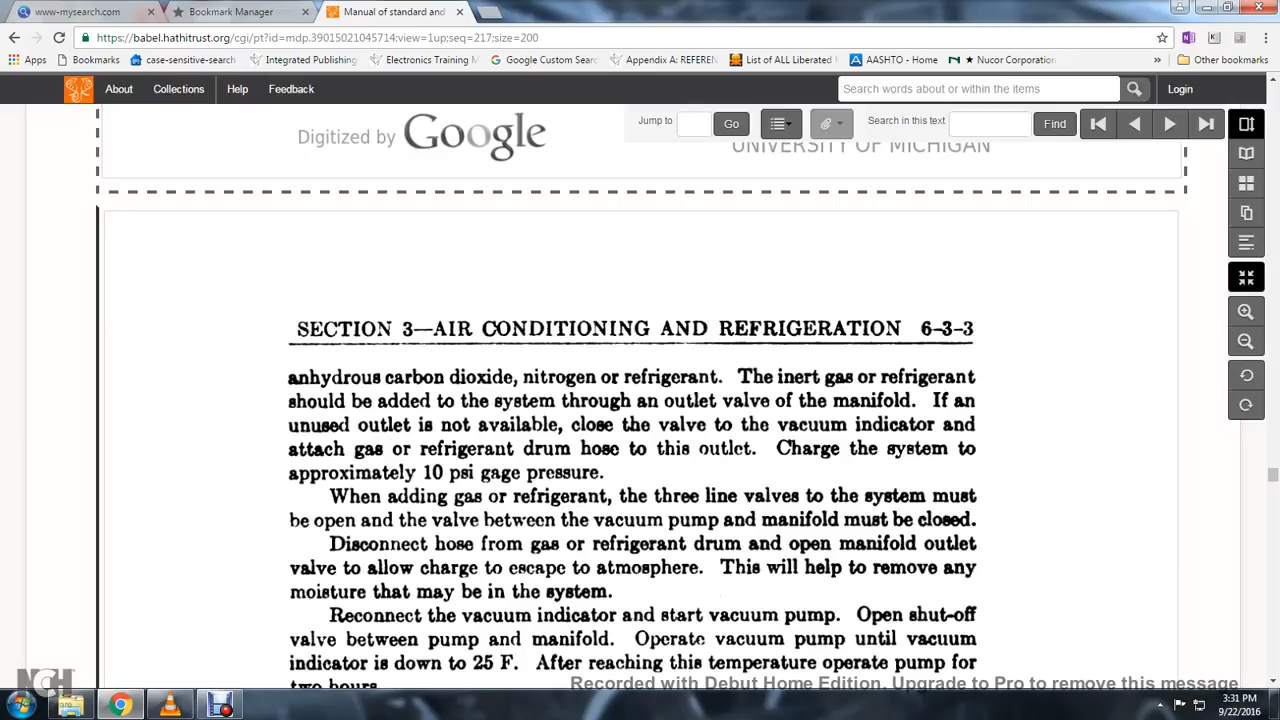 www-mysearch.com
Bookmark Manager
Manual of standard and
https://babel.hathitrust.org/cgi/pt?id=mdp.39015021045714;view=1up;seq=217;size=200
Apps
Bookmarks
case-sensitive-search
Integrated Publishing
Electronics Training
Google Custom Sea
Appendix A: REFEREN
List of ALL Liberated
AASHTO - Home
Nucor Corporation
Other bookmarks
About
Collections
Help
Feedback
Search words about or within the items
Login
Jump to
Go
Search in this text
Find
Digitized by Google
UNIVERSITY OF MICHIGAN
SECTION 3—AIR CONDITIONING AND REFRIGERATION 6-3-3
anhydrous carbon dioxide, nitrogen or refrigerant. The inert gas or refrigerant
should be added to the system through an outlet valve of the manifold. If an
unused outlet is not available, close the valve to the vacuum indicator and
attach gas or refrigerant drum hose to this outlet. Charge the system to
approximately 10 psi gage pressure.
When adding gas or refrigerant, the three line valves to the system must
be open and the valve between the vacuum pump and manifold must be closed.
Disconnect hose from gas or refrigerant drum and open manifold outlet
valve to allow charge to escape to atmosphere. This will help to remove any
moisture that may be in the system.
Reconnect the vacuum indicator and start vacuum pump. Open shut-off
valve between pump and manifold. Operate vacuum pump until vacuum
indicator is down to 25 F. After reaching this temperature operate pump for
two hours.
NCH
Recorded with Debut Home Edition. Upgrade to Pro to remove this message
3:31 PM
9/22/2016